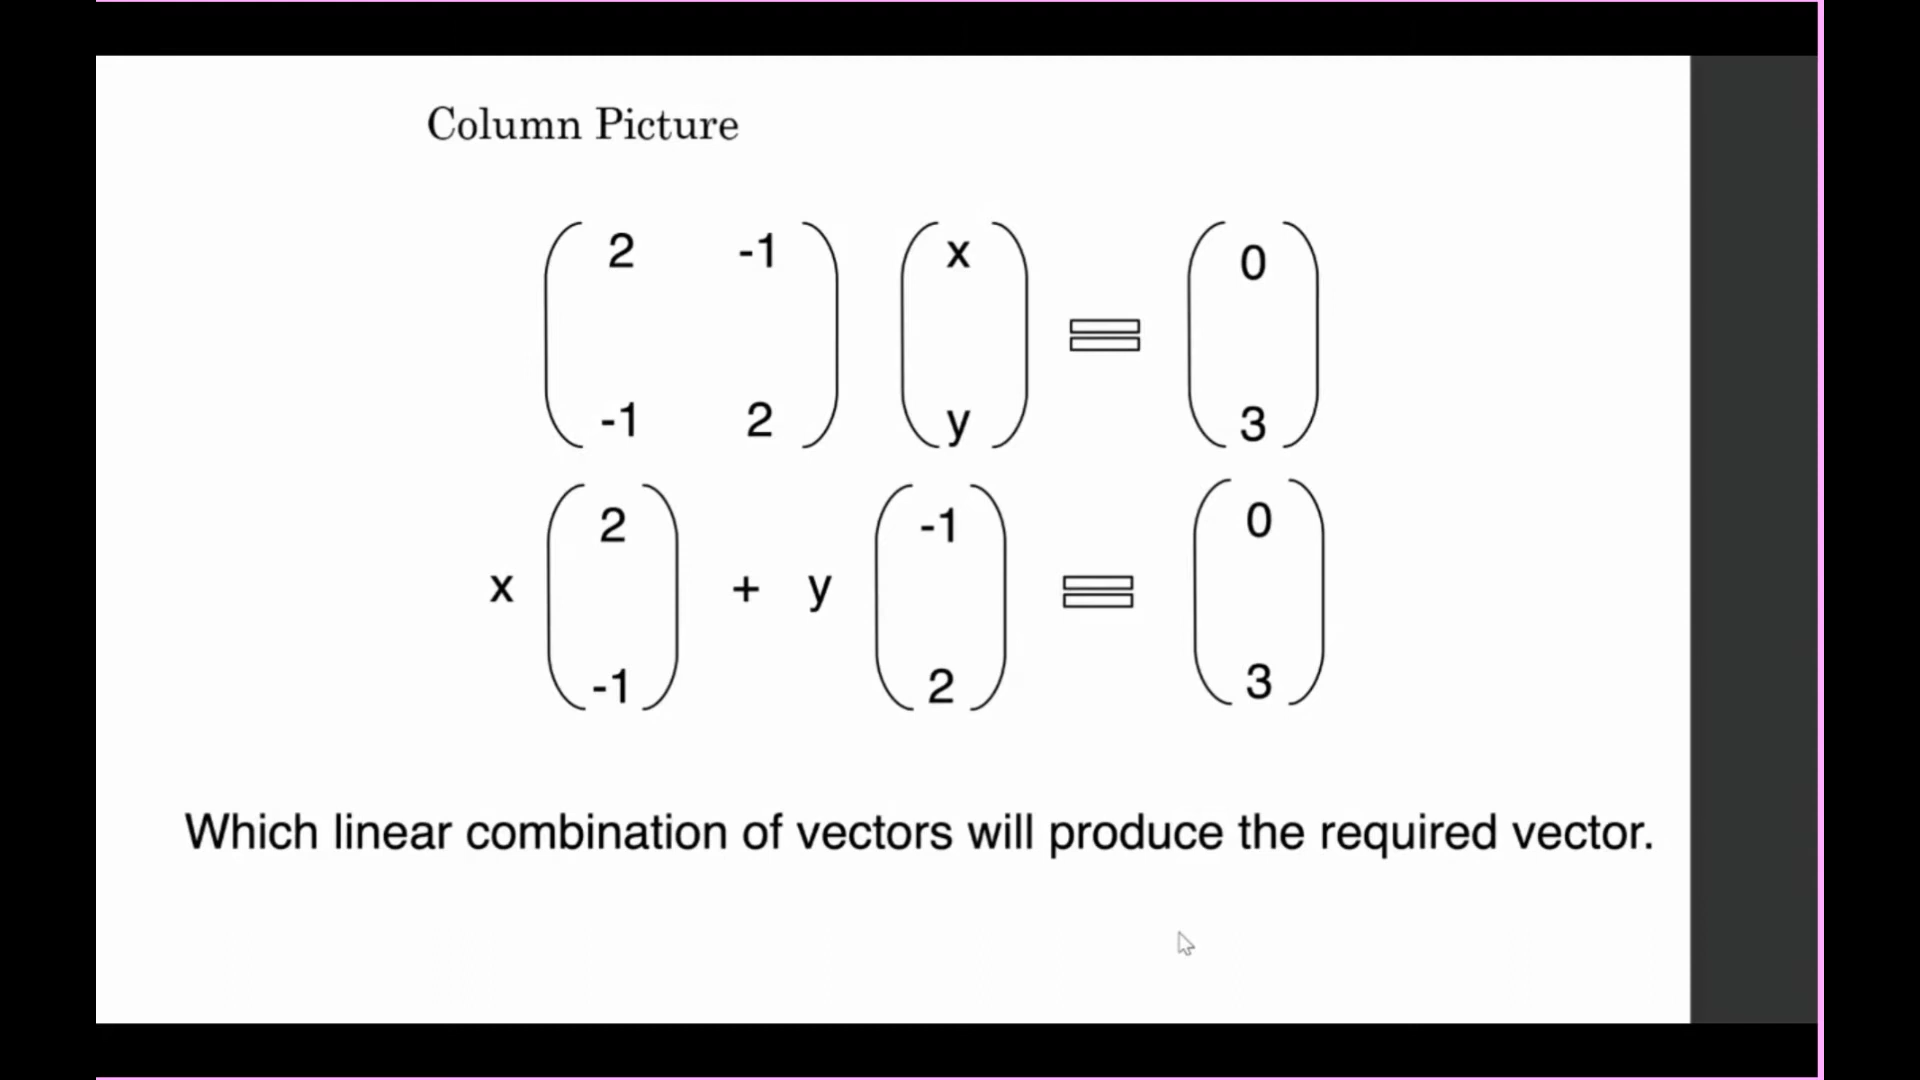 Column Picture
2 -1 x = 0
-1 2 y 3
2 -1 0
x + y =
-1 2 3
Which linear combination of vectors will produce the required vector.